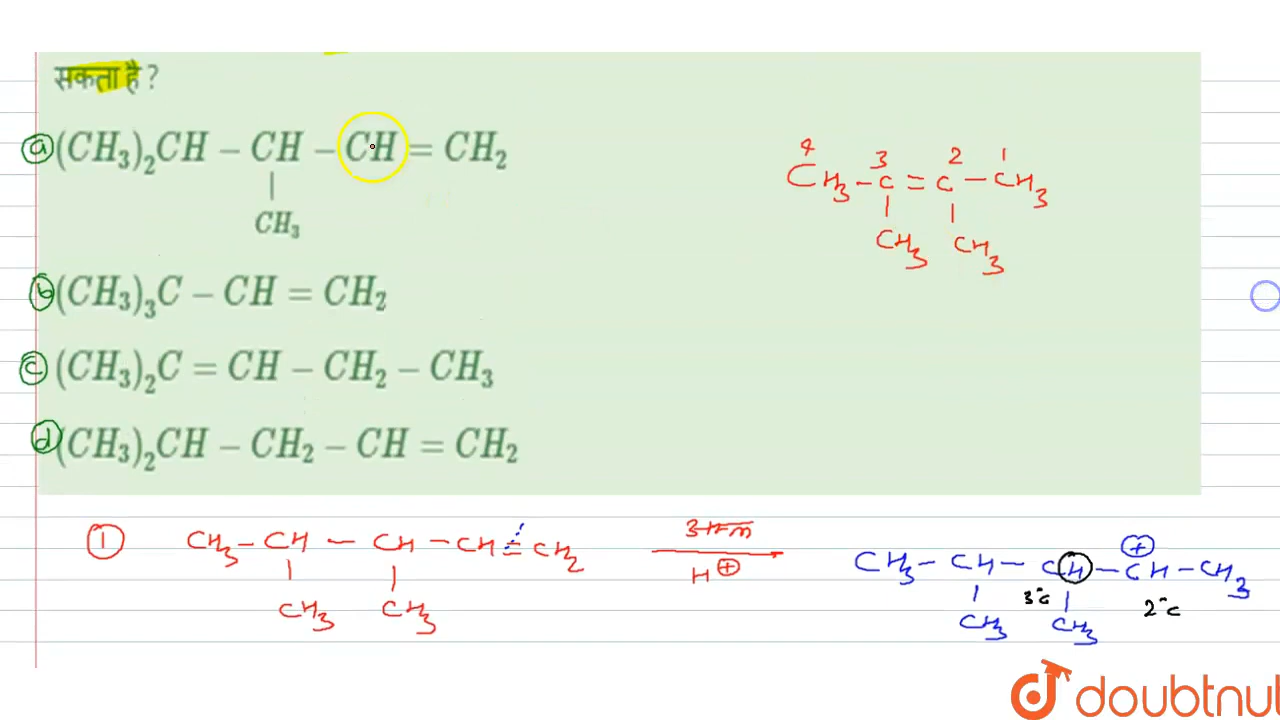 सकता है ?
(a) (CH₃)₂CH – CH – CH = CH₂
|
CH₃
(b) (CH₃)₃C – CH = CH₂
(c) (CH₃)₂C = CH – CH₂ – CH₃
(d) (CH₃)₂CH – CH₂ – CH = CH₂
4 3 2 1
CH₃ – C = C – CH₃
| |
CH₃ CH₃
① CH₃ – CH – CH – CH = CH₂
| |
CH₃ CH₃
H⊕
⊕
CH₃ – CH – CH – CH – CH₃
| 3°C | 2°C
CH₃ CH₃
doubtnut